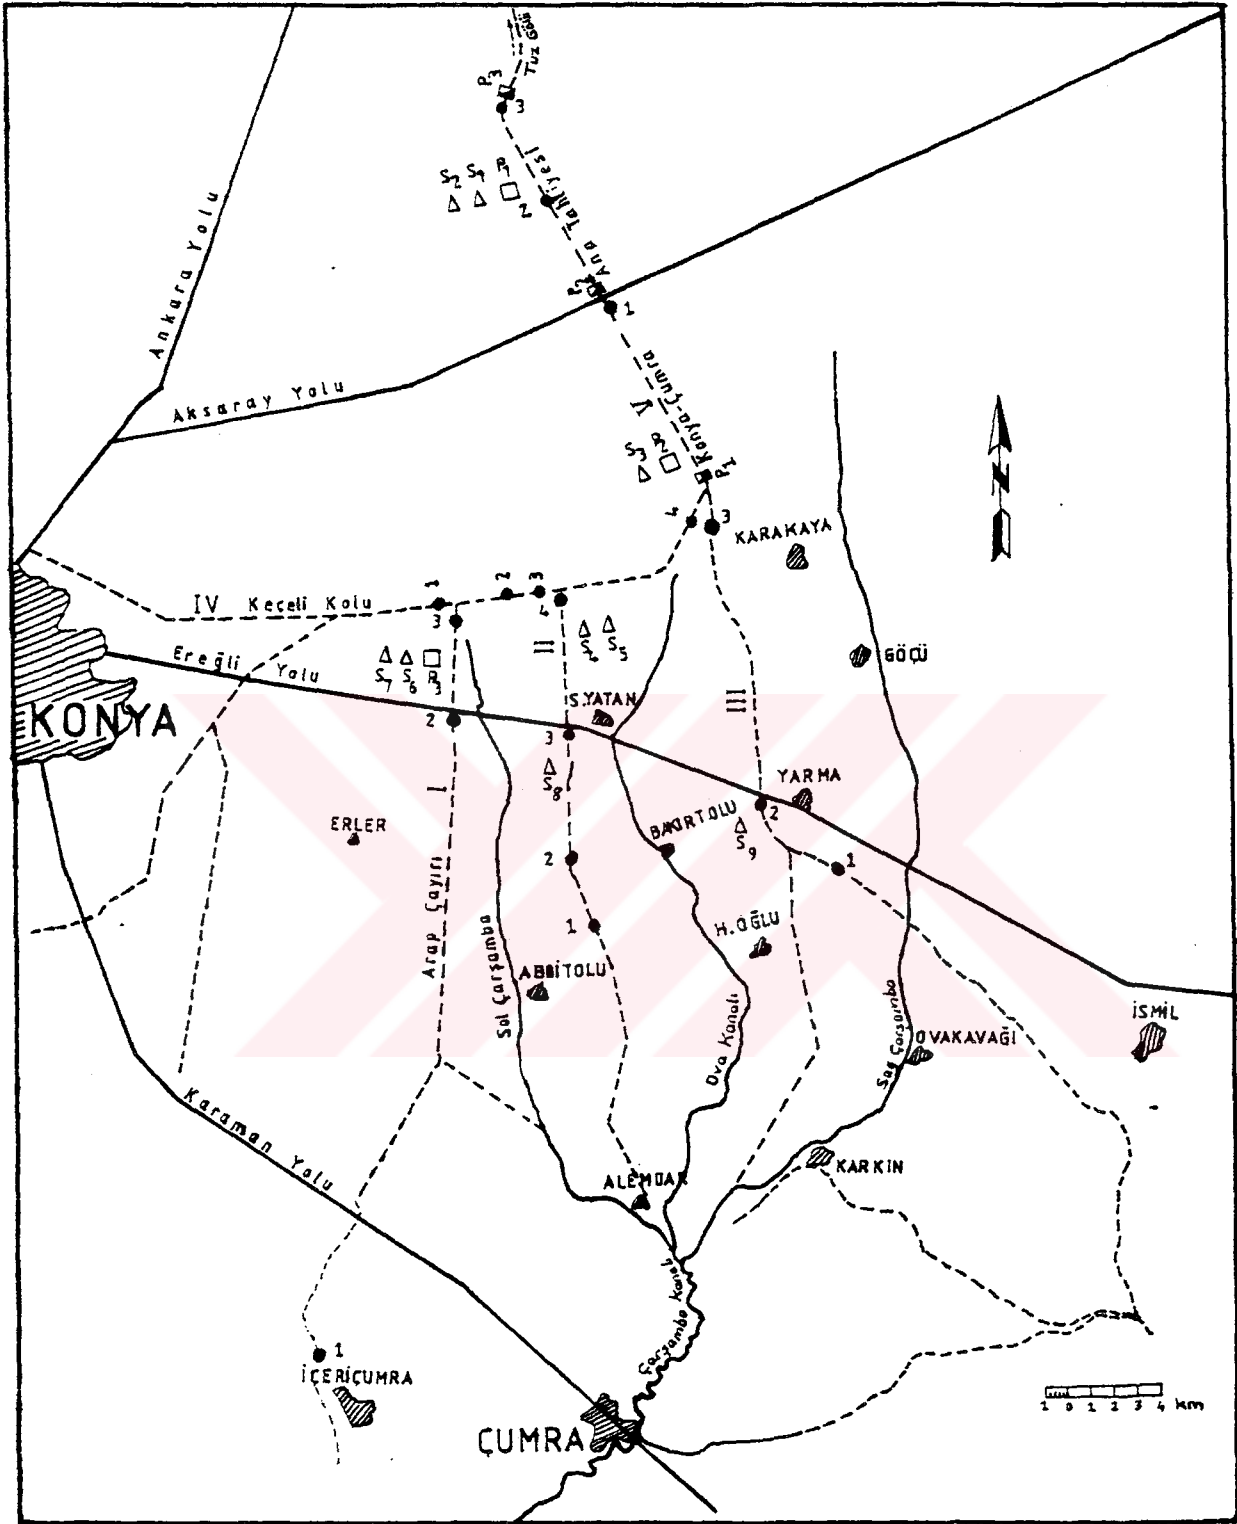 Tuz Gölü
P3
3
S2 S1 P1
2
Ana Tahliyesi
P2
1
Ankara Yolu
Aksaray Yolu
Konya-Çumra
V
S3 P2
P1
4
3
N
KARAKAYA
1
2
3
IV Keçeli Kolu
3
4
II
S4 S5
GÖÇÜ
Ereğli Yolu
S7 S6 P3
KONYA
2
S.YATAN
3
III
S8
I
YARMA
2
ERLER
BAKIRTOLU
S9
2
1
Arap Çayırı
1
H.OĞLU
Sol Çarşamba
ABDİTOLU
Ova Kanalı
Sağ Çarşamba
İSMİL
OVAKAVAĞI
Karaman Yolu
ALEMDAR
KARKIN
Çarşamba Kanalı
1
İÇERİÇUMRA
ÇUMRA
1 0 1 2 3 4 km